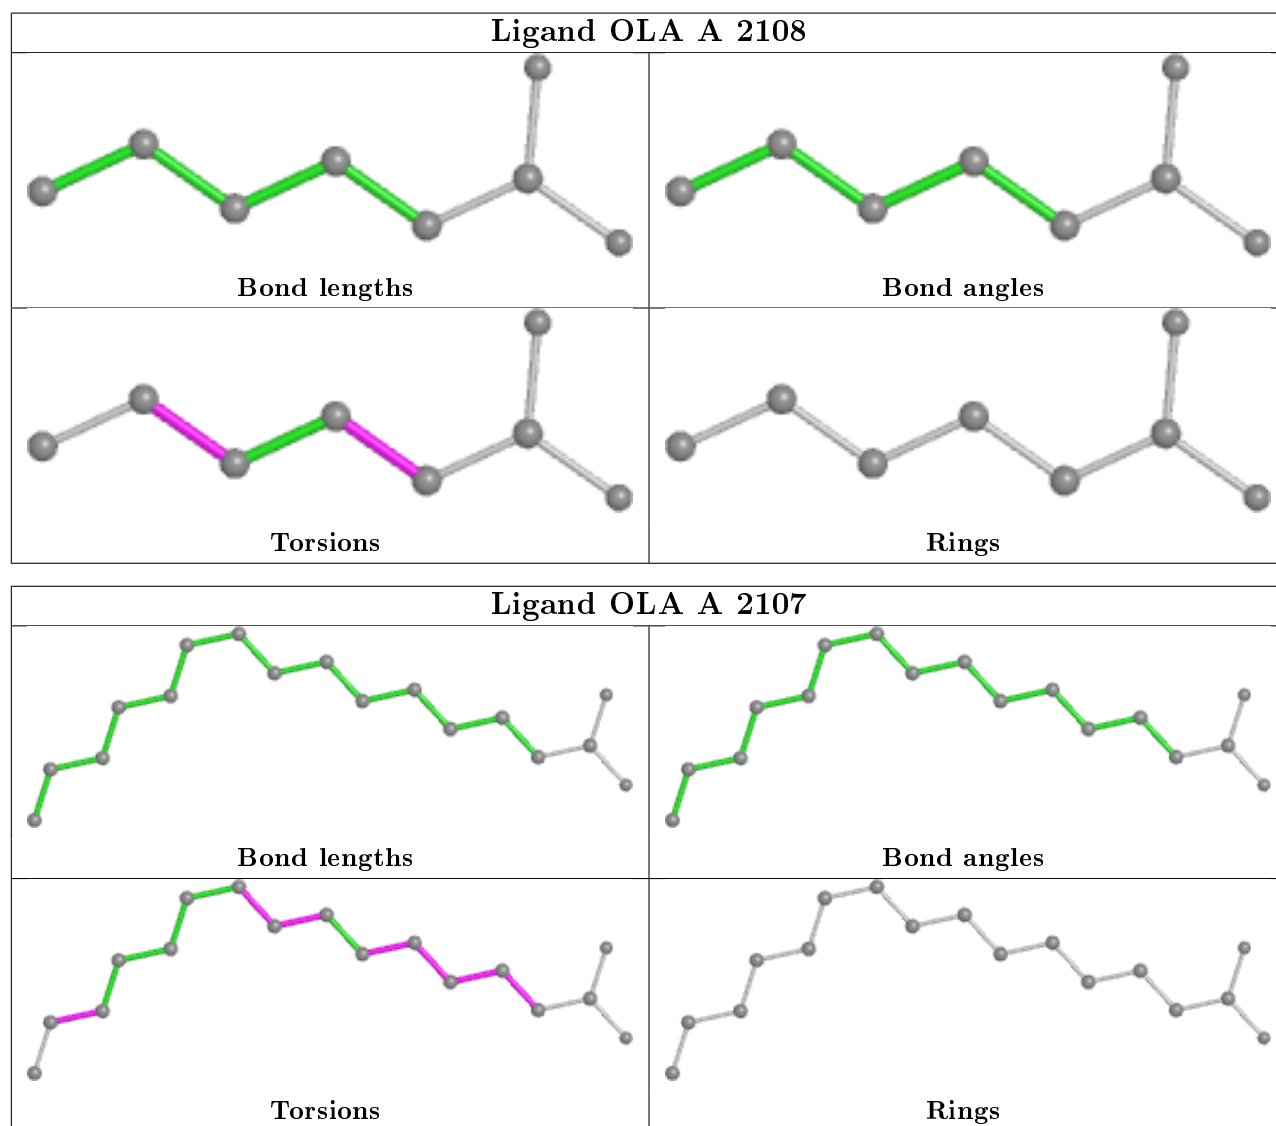 Ligand OLA A 2108
Bond lengths
Bond angles
Torsions
Rings
Ligand OLA A 2107
Bond lengths
Bond angles
Torsions
Rings